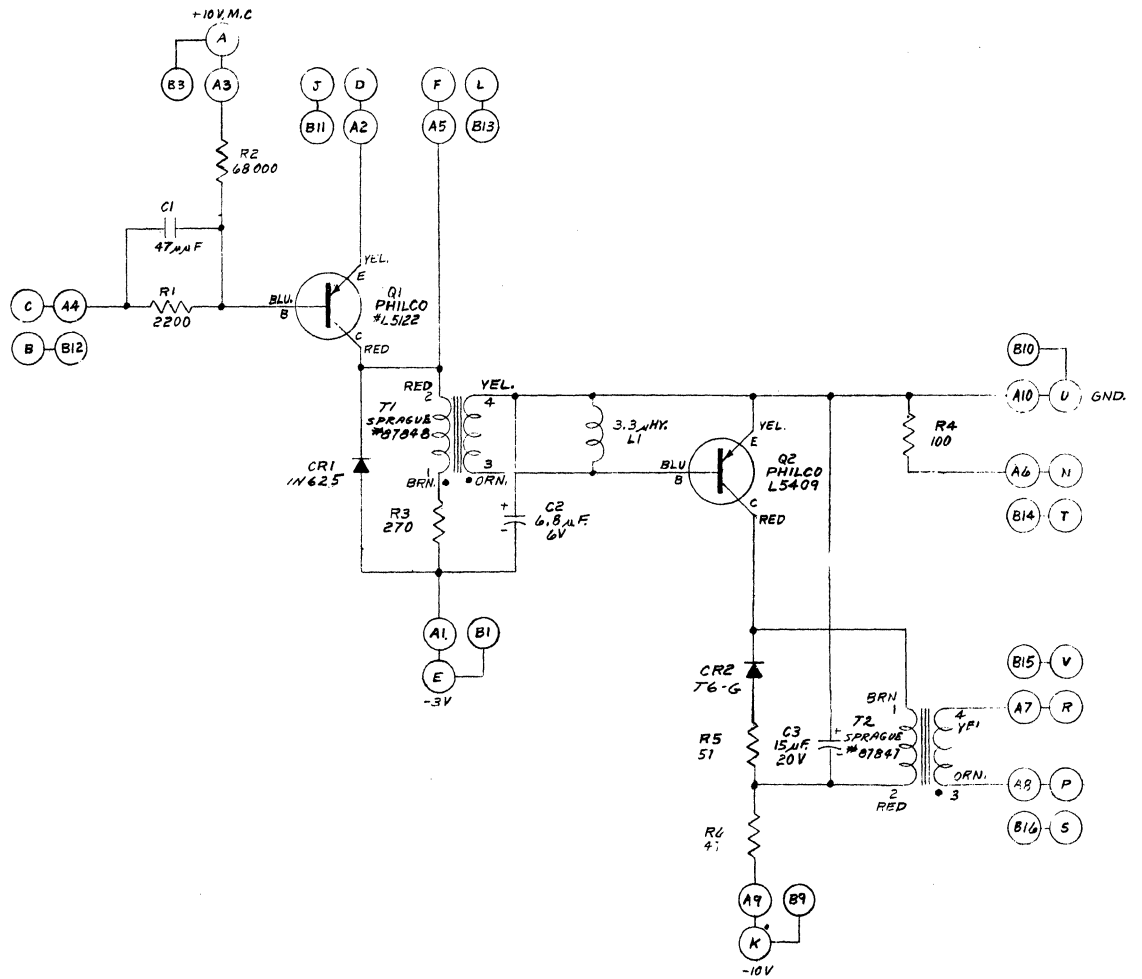 +10V.M.C
A
B3
A3
J
D
F
L
B11
A2
A5
B13
R2
68000
C1
47μμF
YEL.
E
C
A4
R1
2200
BLU.
B
Q1
PHILCO
#L5122
C
RED
B
B12
B10
A10
U
GND.
RED
2
YEL.
4
T1
SPRAGUE
#87848
3.3μHY.
L1
YEL.
E
R4
100
CR1
1N625
1
BRN.
3
ORN.
BLU
B
Q2
PHILCO
L5409
A6
N
C
RED
B14
T
R3
270
C2
6.8μF.
6V
+
-
A1.
B1
E
-3V
CR2
T6-G
BRN
1
B15
V
A7
R
4
R5
51
C3
15μF.
20V
+
-
T2
SPRAGUE
2
RED
ORN.
3
A8
P
B16
S
A9
B9
K
-10V